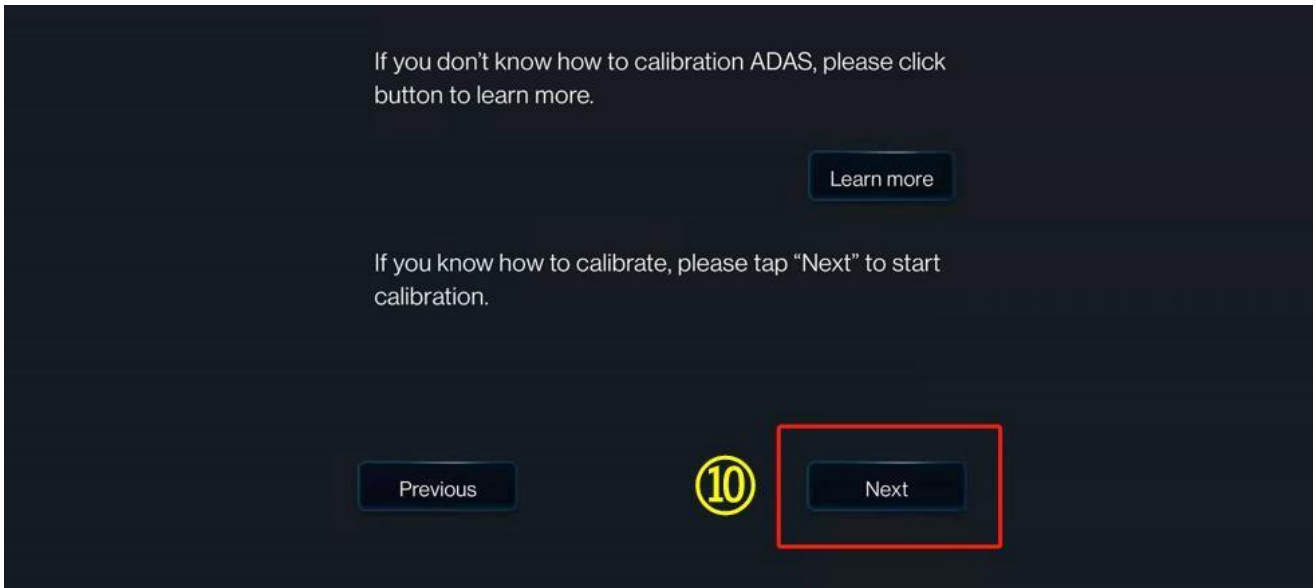 If you don’t know how to calibration ADAS, please click
button to learn more.
Learn more
If you know how to calibrate, please tap “Next” to start
calibration.
Previous
⑩
Next